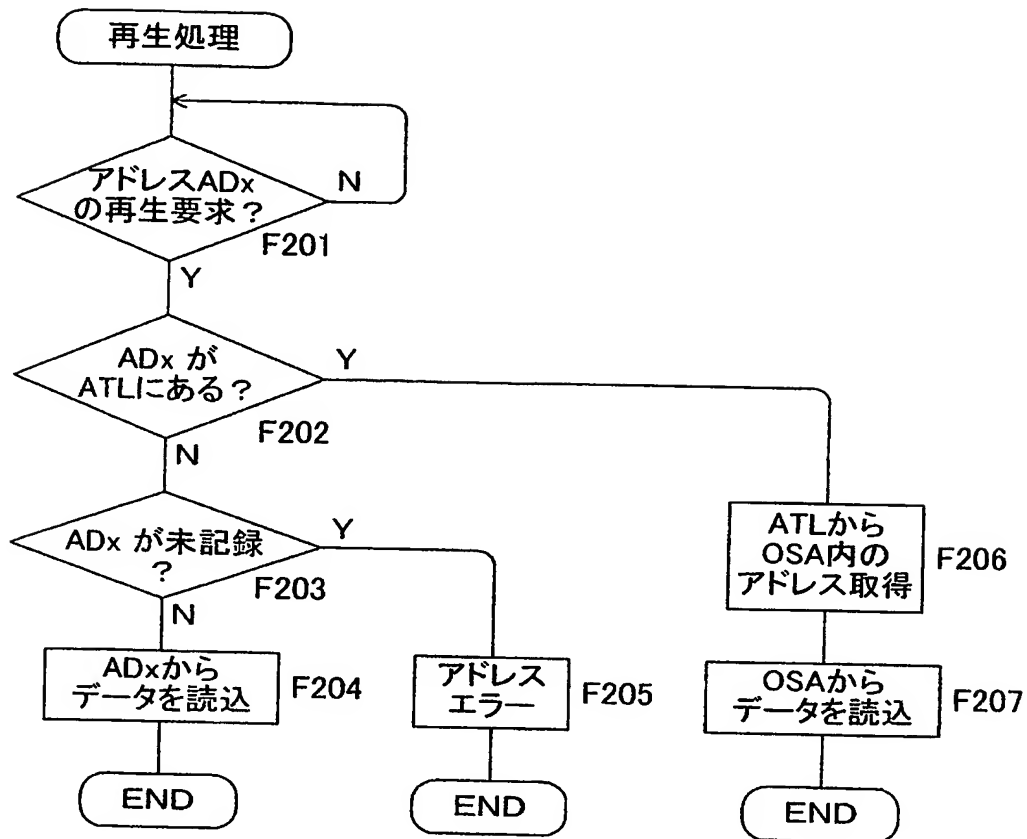 再生処理
アドレスADx
の再生要求？
N
F201
Y
ADx が
ATLにある？
Y
F202
N
ADx が未記録
？
Y
F203
N
ADxから
データを読込
F204
アドレス
エラー
F205
ATLから
OSA内の
アドレス取得
F206
OSAから
データを読込
F207
END
END
END